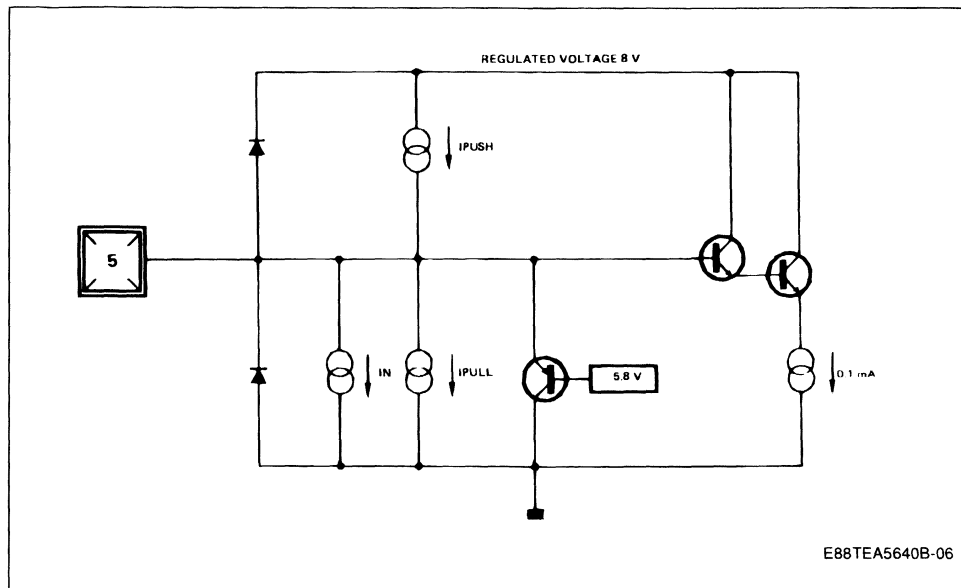 REGULATED VOLTAGE 8 V
IPUSH
5
IN
IPULL
5.8 V
0.1 mA
E88TEA5640B-06